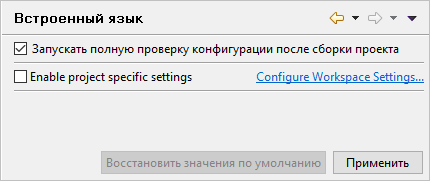 Встроенный язык
Запускать полную проверку конфигурации после сборки проекта
Enable project specific settings Configure Workspace Settings...
Восстановить значения по умолчанию Применить